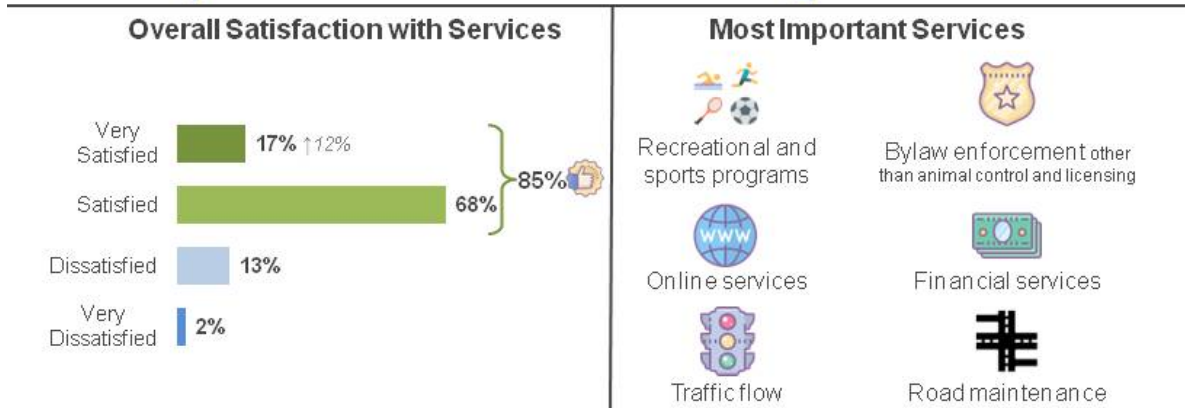 Overall Satisfaction with Services
Very
Satisfied
17% ↑12%
Satisfied
68%
85%
Dissatisfied
13%
Very
Dissatisfied
2%
Most Important Services
Recreational and
sports programs
Bylaw enforcement other
than animal control and licensing
www
Online services
Financial services
Traffic flow
Road maintenance